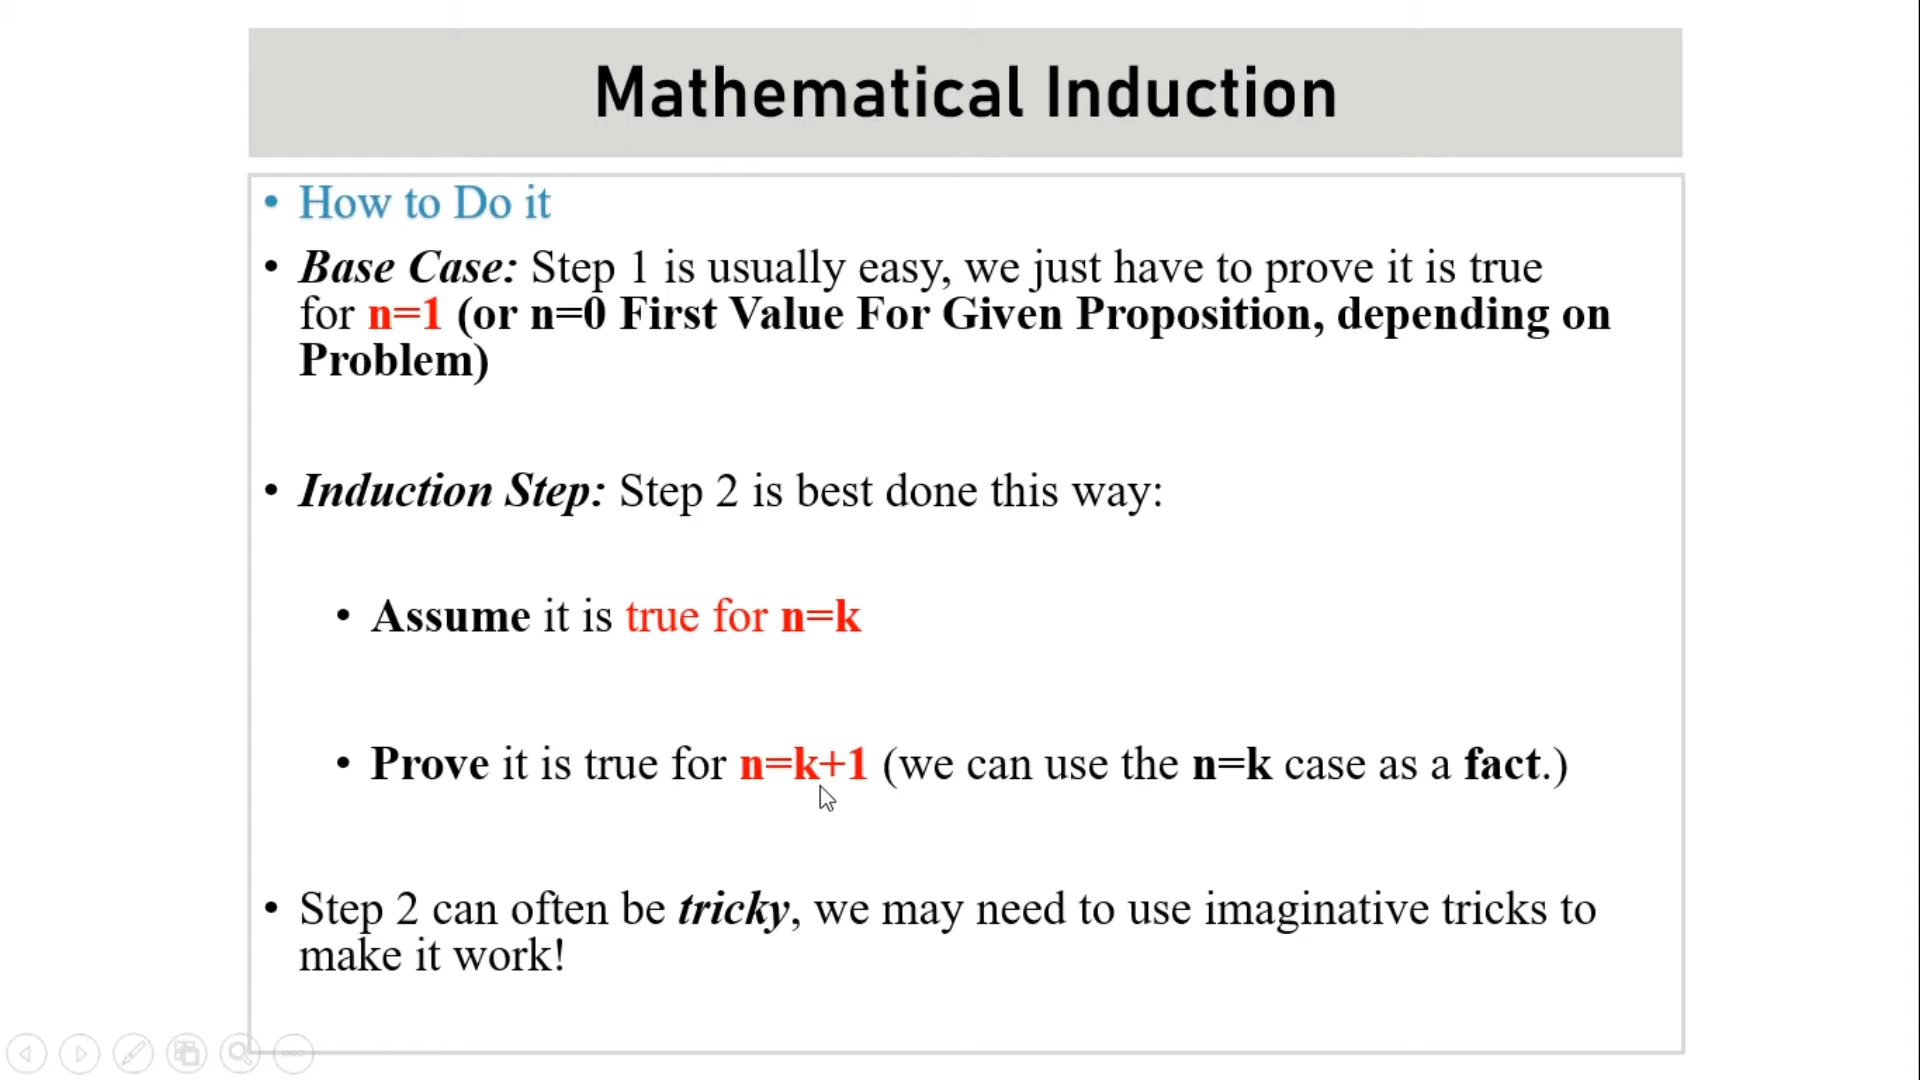 Mathematical Induction
• How to Do it
• Base Case: Step 1 is usually easy, we just have to prove it is true
for n=1 (or n=0 First Value For Given Proposition, depending on
Problem)
• Induction Step: Step 2 is best done this way:
• Assume it is true for n=k
• Prove it is true for n=k+1 (we can use the n=k case as a fact.)
• Step 2 can often be tricky, we may need to use imaginative tricks to
make it work!